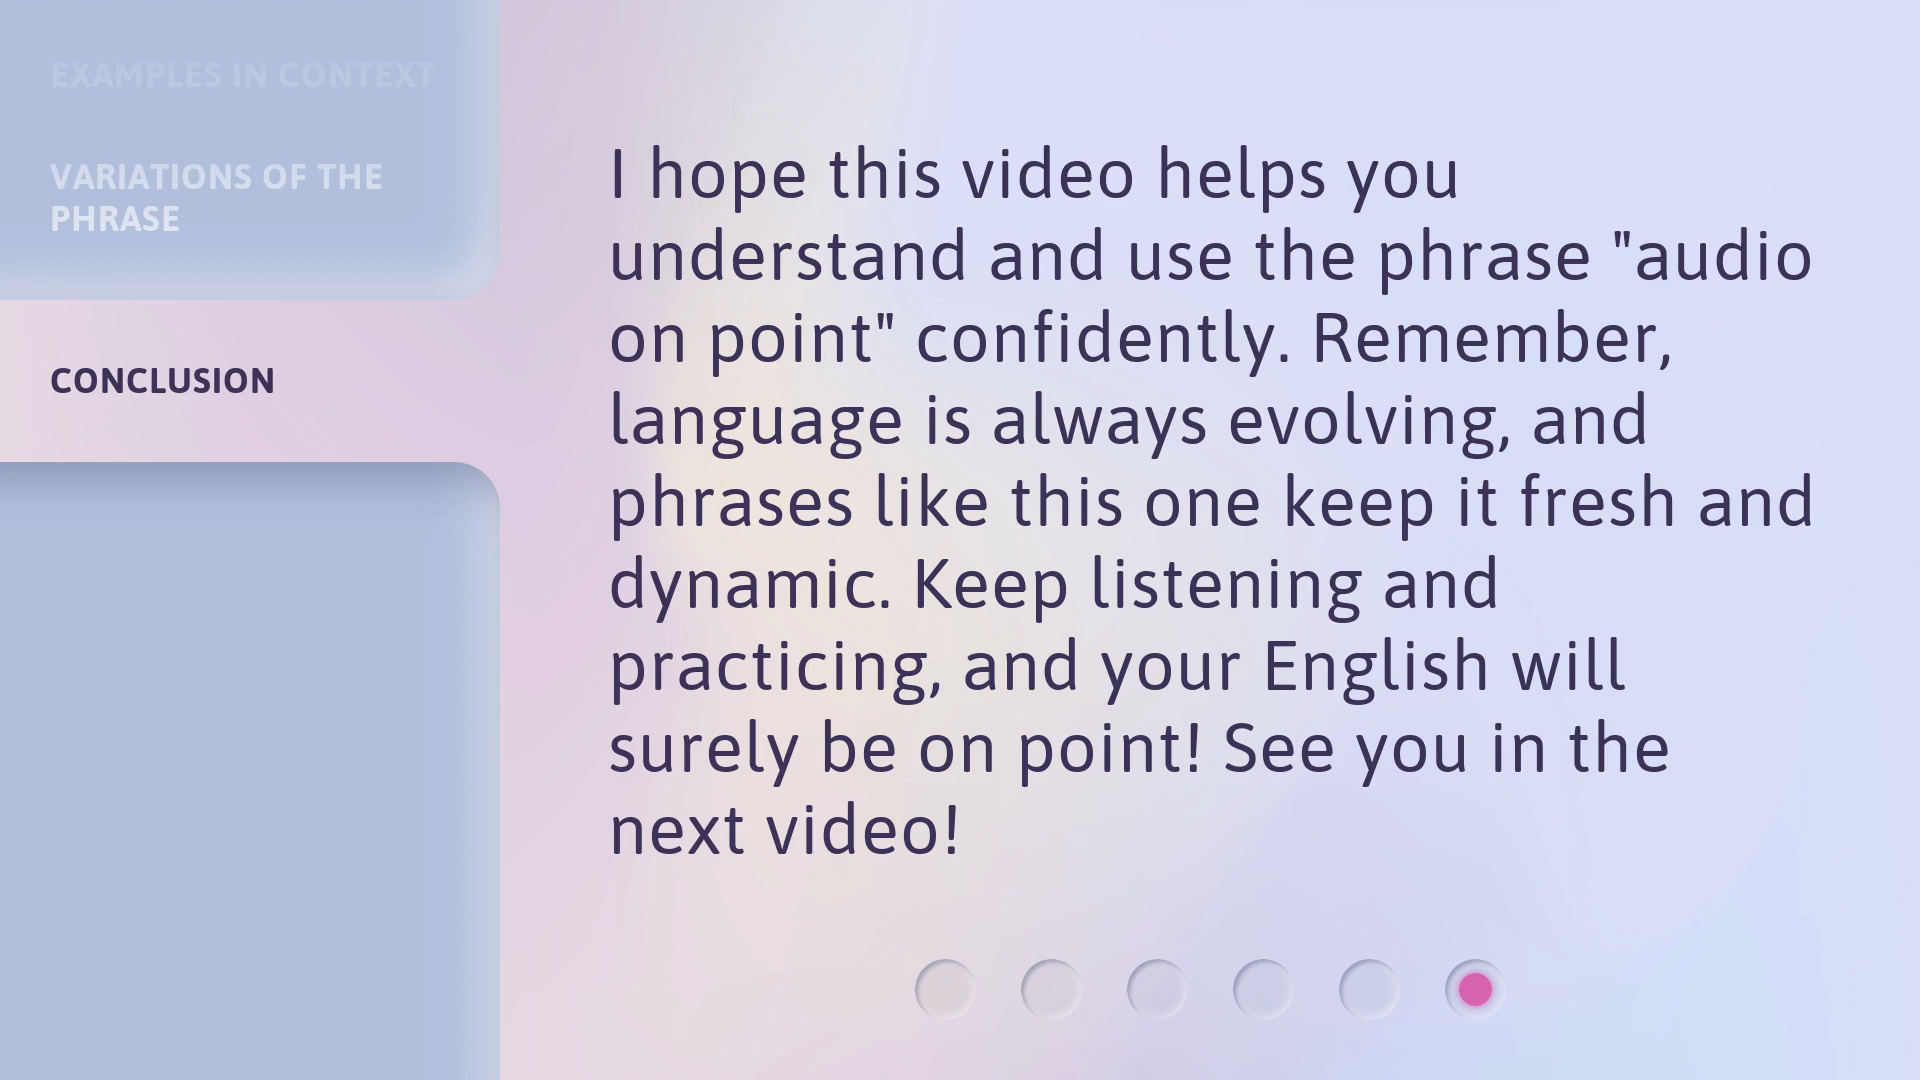 EXAMPLES IN CONTEXT
VARIATIONS OF THE
PHRASE
CONCLUSION
I hope this video helps you
understand and use the phrase "audio
on point" confidently. Remember,
language is always evolving, and
phrases like this one keep it fresh and
dynamic. Keep listening and
practicing, and your English will
surely be on point! See you in the
next video!